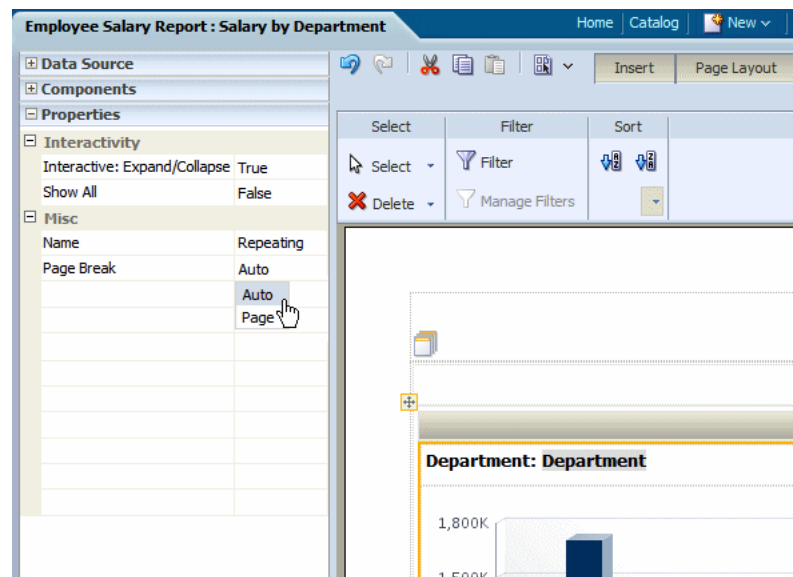 Employee Salary Report : Salary by Department
Home Catalog New
Data Source
Components
Properties
Interactivity
Interactive: Expand/Collapse True
Show All False
Misc
Name Repeating
Page Break Auto
Auto
Page
Insert Page Layout
Select Filter Sort
Select Filter
Delete Manage Filters
Department: Department
1,800K
1,500K